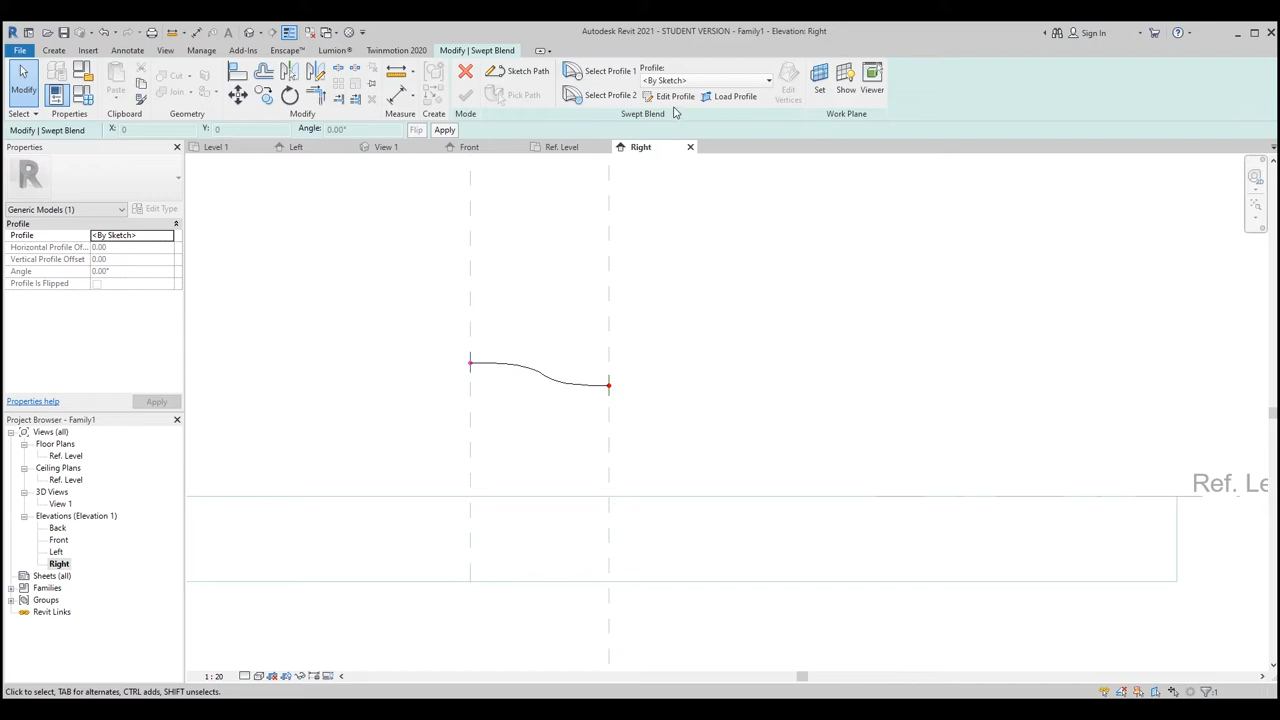 Autodesk Revit 2021 - STUDENT VERSION - Family1 - Elevation: Right
Sign In
File Create Insert Annotate View Manage Add-Ins Enscape™ Lumion® Twinmotion 2020 Modify | Swept Blend
Modify
Select
Properties
Paste
Clipboard
Cut
Join
Geometry
Modify
Measure
Create
Mode
Sketch Path
Pick Path
Select Profile 1
Select Profile 2
Profile:
<By Sketch>
Edit Profile
Load Profile
Edit Vertices
Swept Blend
Set
Show
Viewer
Work Plane
Modify | Swept Blend X: 0 Y: 0 Angle: 0.00° Flip Apply
Properties
Level 1 Left View 1 Front Ref. Level Right
Generic Models (1) Edit Type
Profile
Profile <By Sketch>
Horizontal Profile Of... 0.00
Vertical Profile Offset 0.00
Angle 0.00°
Profile Is Flipped
Properties help Apply
Project Browser - Family1
Views (all)
Floor Plans
Ref. Level
Ceiling Plans
Ref. Level
3D Views
View 1
Elevations (Elevation 1)
Back
Front
Left
Right
Sheets (all)
Families
Groups
Revit Links
Ref. Le
1 : 20
Click to select, TAB for alternates, CTRL adds, SHIFT unselects.
:1